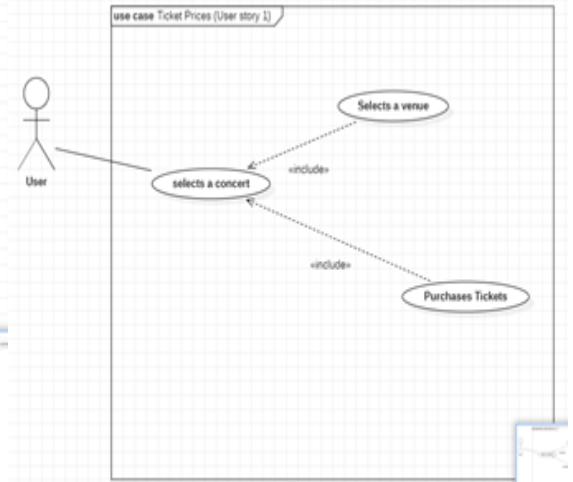 use case Ticket Prices (User story 1)
Selects a venue
«include»
selects a concert
User
«include»
Purchases Tickets